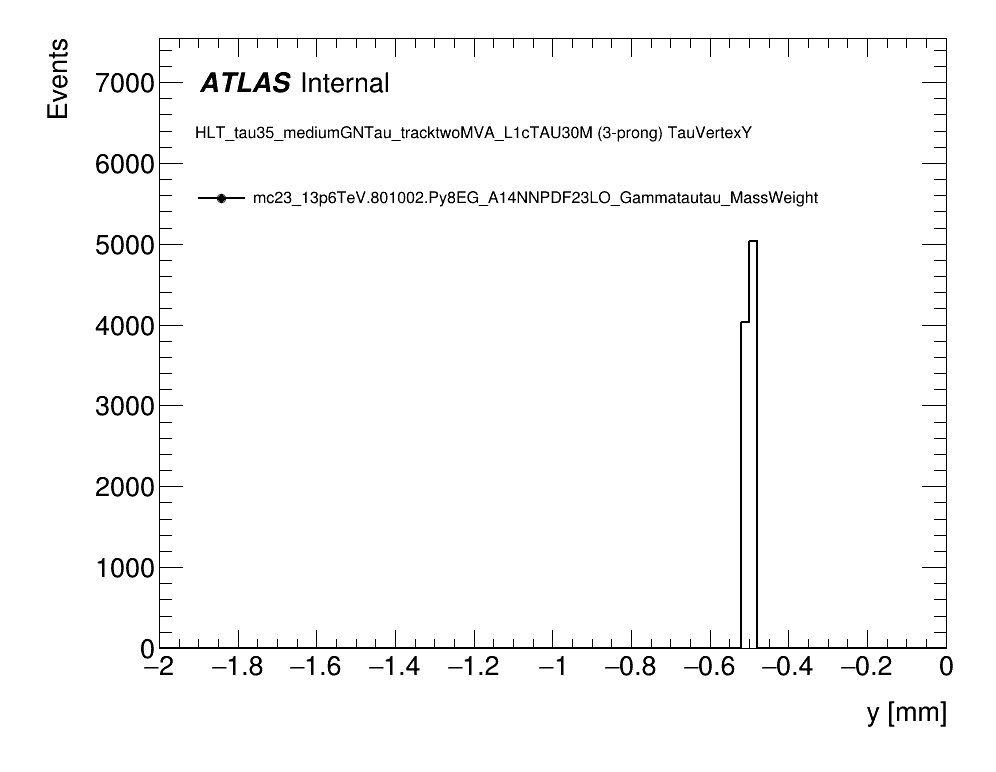 Events
ATLAS Internal
HLT_tau35_mediumGNTau_tracktwoMVA_L1cTAU30M (3-prong) TauVertexY
mc23_13p6TeV.801002.Py8EG_A14NNPDF23LO_Gammatautau_MassWeight
7000
6000
5000
4000
3000
2000
1000
0
−2 −1.8 −1.6 −1.4 −1.2 −1 −0.8 −0.6 −0.4 −0.2 0
y [mm]